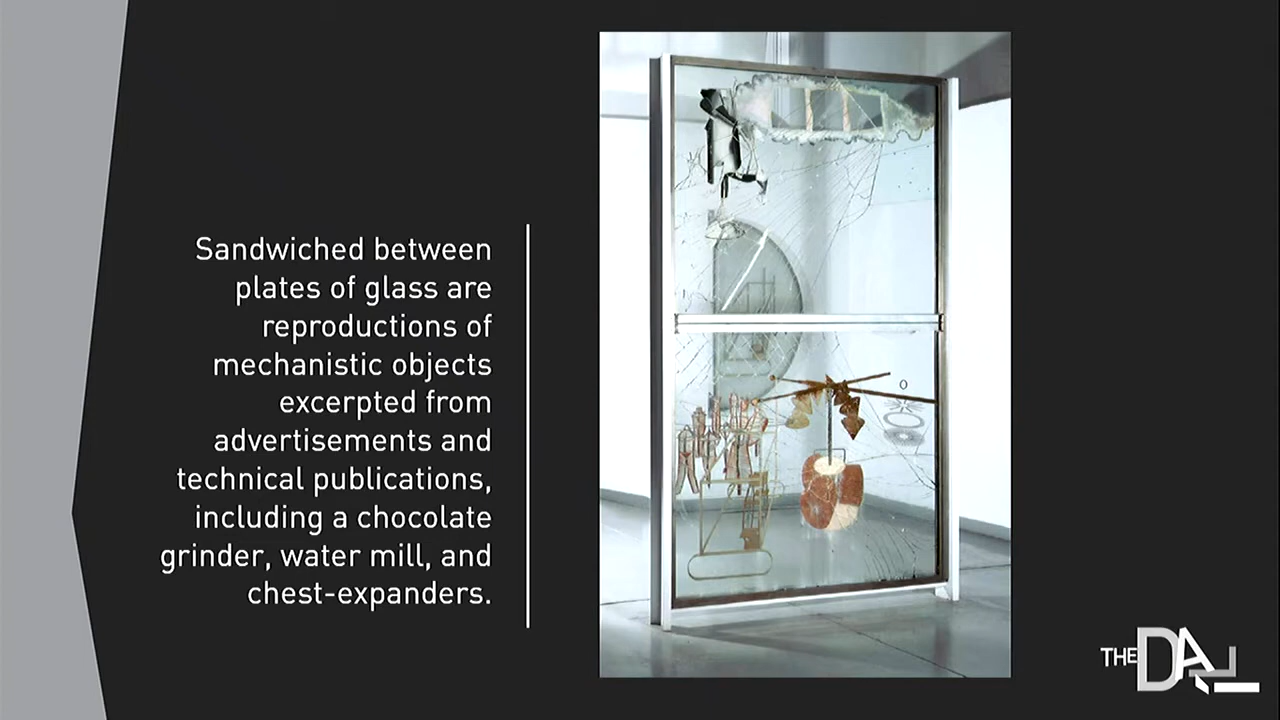 Sandwiched between
plates of glass are
reproductions of
mechanistic objects
excerpted from
advertisements and
technical publications,
including a chocolate
grinder, water mill, and
chest-expanders.
THE DALÍ